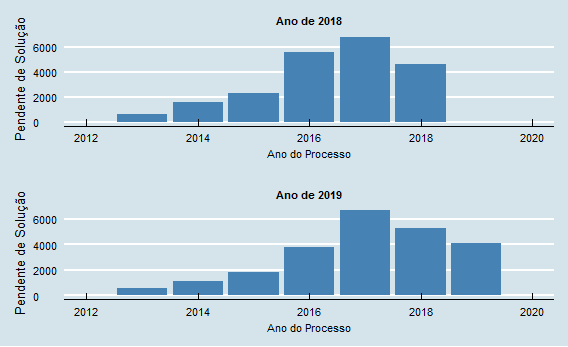 Ano de 2018
Pendente de Solução
6000
4000
2000
0
2012 2014 2016 2018 2020
Ano do Processo
Ano de 2019
Pendente de Solução
6000
4000
2000
0
2012 2014 2016 2018 2020
Ano do Processo